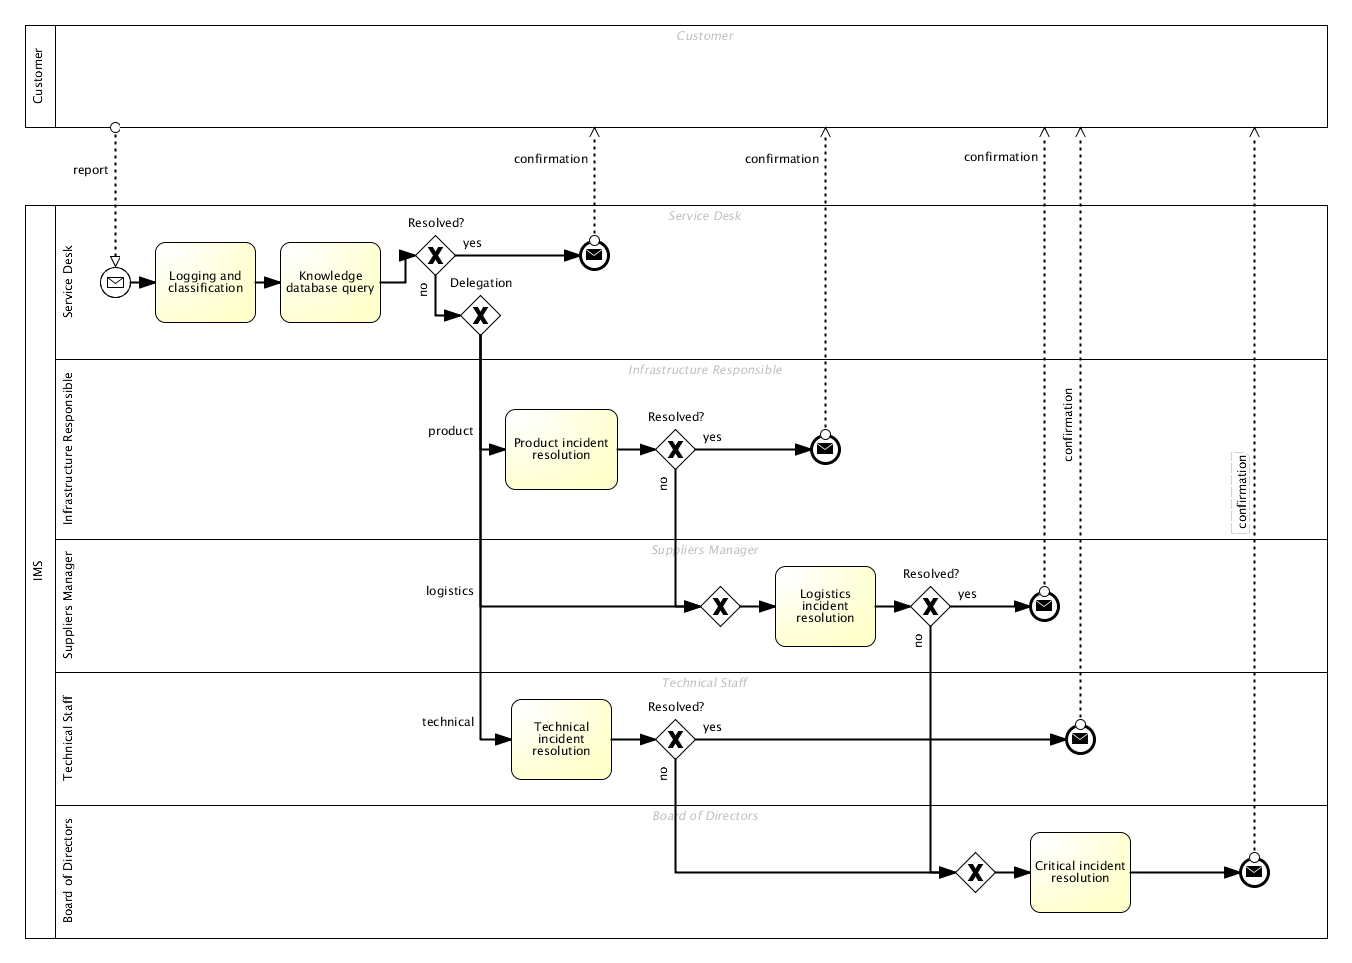 Customer
Customer
report
confirmation
confirmation
confirmation
IMS
Service Desk
Service Desk
Logging and
classification
Knowledge
database query
Resolved?
yes
no
Delegation
Infrastructure Responsible
Infrastructure Responsible
product
Product incident
resolution
Resolved?
yes
no
confirmation
confirmation
Suppliers Manager
Suppliers Manager
logistics
Logistics
incident
resolution
Resolved?
yes
no
Technical Staff
Technical Staff
technical
Technical
incident
resolution
Resolved?
yes
no
Board of Directors
Board of Directors
Critical incident
resolution